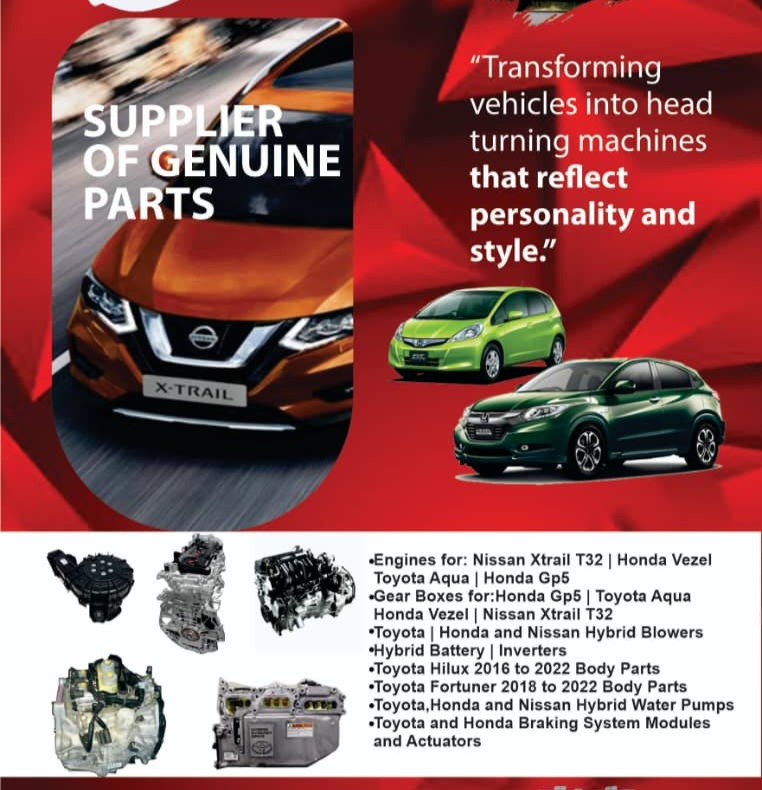 SUPPLIER
OF GENUINE
PARTS
“Transforming
vehicles into head
turning machines
that reflect
personality and
style.”
X-TRAIL
•Engines for: Nissan Xtrail T32 | Honda Vezel
Toyota Aqua | Honda Gp5
•Gear Boxes for:Honda Gp5 | Toyota Aqua
Honda Vezel | Nissan Xtrail T32
•Toyota | Honda and Nissan Hybrid Blowers
•Hybrid Battery | Inverters
•Toyota Hilux 2016 to 2022 Body Parts
•Toyota Fortuner 2018 to 2022 Body Parts
•Toyota,Honda and Nissan Hybrid Water Pumps
•Toyota and Honda Braking System Modules
and Actuators